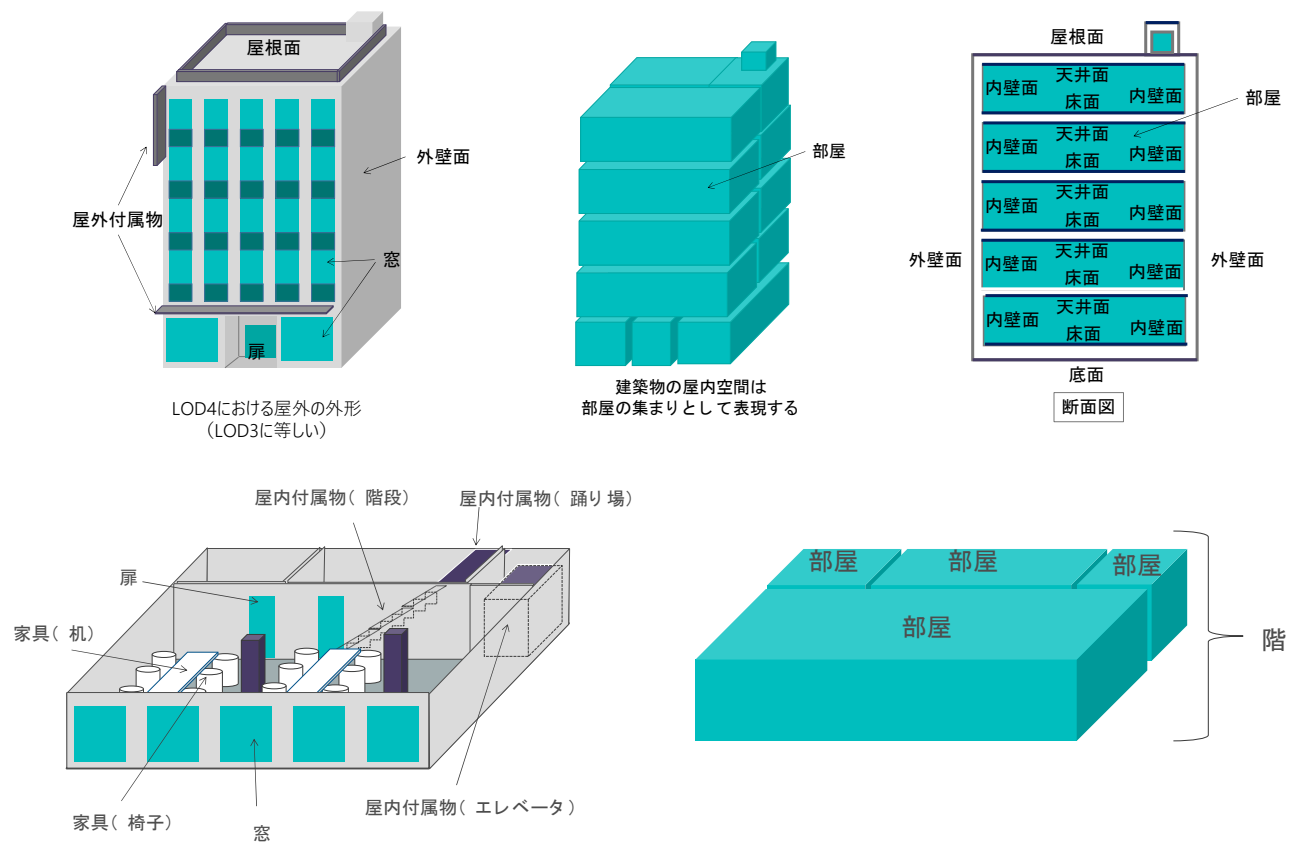 屋根面
屋外付属物
外壁面
窓
扉
LOD4における屋外の外形
（LOD3に等しい）
部屋
建築物の屋内空間は
部屋の集まりとして表現する
屋根面
内壁面
天井面
床面
内壁面
部屋
内壁面
天井面
床面
内壁面
内壁面
天井面
床面
内壁面
外壁面
内壁面
天井面
床面
内壁面
外壁面
内壁面
天井面
床面
内壁面
底面
断面図
屋内付属物（階段）
屋内付属物（踊り場）
扉
家具（机）
家具（椅子）
窓
屋内付属物（エレベータ）
部屋
部屋
部屋
部屋
階